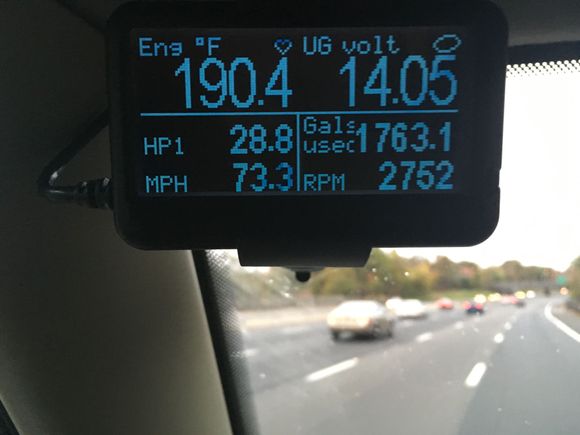 Eng °F UG volt
190.4 14.05
HP1 28.8 Gals used 1763.1
MPH 73.3 RPM 2752